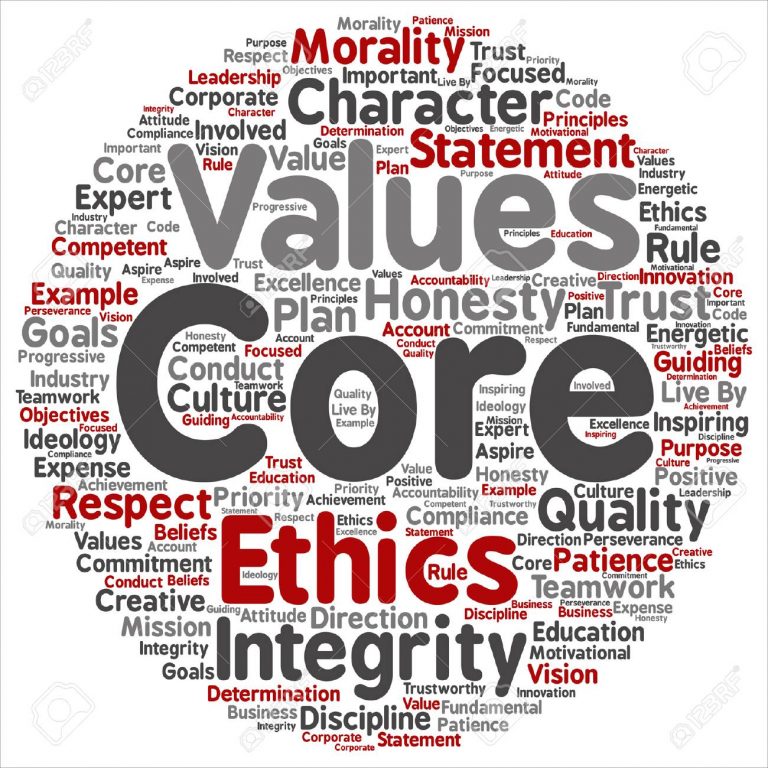 Patience
Morality Mission
Purpose Morality Trust Priority
Respect Objectives Important Live By Focused Morality
Leadership
Corporate Character Code
Integrity Character Principles
Attitude Involved Determination Objectives Energetic Motivational
Compliance Goals Statement Character
Important Vision Value Expert Values
Core Rule Plan Purpose Attitude Industry
Expert Values Energetic
Industry Progressive Ethics
Character Code Principles Education Fundamental
Competent Rule
Quality Aspire Aspire Involved Trust Values Motivational
Expense Excellence Accountability Leadership Creative Direction Innovation
Example Principles Honesty Positive Trust Core
Perseverance Vision Plan Plan Important
Goals Honesty Account Account Commitment Fundamental Innovation Code
Progressive Competent Focused Conduct Respect Energetic
Core Quality Trustworthy Beliefs
Industry Conduct Guiding
Teamwork Teamwork Quality Inspiring Involved Determination
Objectives Culture Live By Ideology Live By
Focused Guiding Accountability Example Mission Achievement
Ideology Expert Excellence Inspiring
Compliance Aspire Inspiring Discipline
Expense Trust Value Purpose
Achievement Education Positive Honesty Culture Progressive
Respect Priority Priority Accountability Example Culture Positive
Achievement Competent Trustworthy Quality Leadership
Morality Statement Respect Ethics Compliance
Values Beliefs Excellence Statement Direction Perseverance
Account Ethics Creative
Commitment Ideology Rule Core Patience Ethics
Conduct Beliefs Commitment
Creative Teamwork
Guiding Attitude Direction Business Perseverance Expense
Mission Discipline Business Honesty
Integrity Integrity Education
Goals Motivational
Determination Trustworthy Vision
Innovation
Business Discipline Value Fundamental
Integrity Patience
Corporate Statement
Corporate
123RF